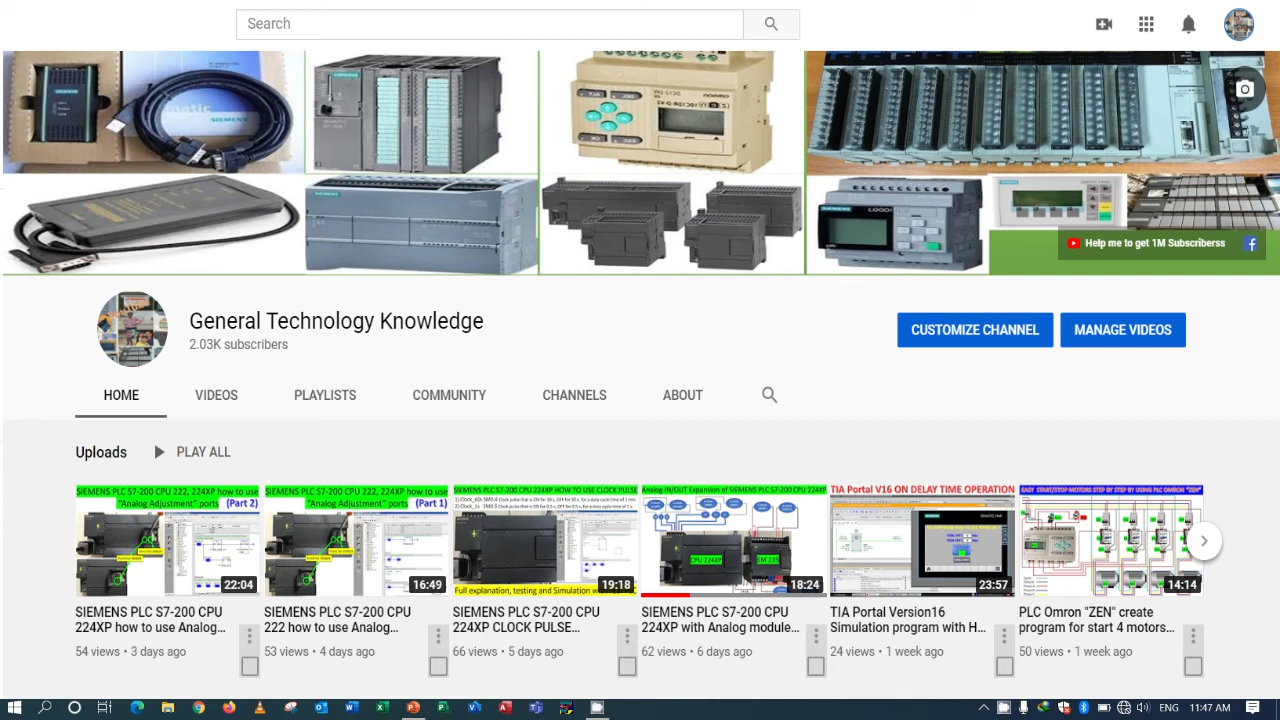 Search
SIEMENS
SIEMENS
OMRON
SIEMENS
SIEMENS
LOGO!
Help me to get 1M Subscriberss
General Technology Knowledge
2.03K subscribers
CUSTOMIZE CHANNEL
MANAGE VIDEOS
HOME
VIDEOS
PLAYLISTS
COMMUNITY
CHANNELS
ABOUT
Uploads
PLAY ALL
SIEMENS PLC S7-200 CPU 222, 224XP how to use
"Analog Adjustment" ports (Part 2)
22:04
SIEMENS PLC S7-200 CPU
224XP how to use Analog...
54 views • 3 days ago
SIEMENS PLC S7-200 CPU 222, 224XP how to use
"Analog Adjustment" ports (Part 1)
16:49
SIEMENS PLC S7-200 CPU
222 how to use Analog...
53 views • 4 days ago
SIEMENS PLC S7-200 CPU 224XP HOW TO USE CLOCK PULSE
Full explanation, testing and Simulation
19:18
SIEMENS PLC S7-200 CPU
224XP CLOCK PULSE...
66 views • 5 days ago
Analog IN/OUT Expansion of SIEMENS PLC S7-200 CPU 224XP
CPU 224XP
EM 235
18:24
SIEMENS PLC S7-200 CPU
224XP with Analog module...
62 views • 6 days ago
TIA Portal V16 ON DELAY TIME OPERATION
23:57
TIA Portal Version16
Simulation program with H...
24 views • 1 week ago
EASY START/STOP MOTORS STEP BY STEP BY USING PLC OMRON "ZEN"
14:14
PLC Omron "ZEN" create
program for start 4 motors...
50 views • 1 week ago
ENG
11:47 AM